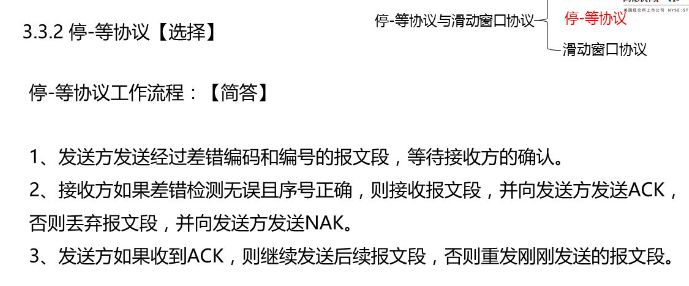 3.3.2 停-等协议【选择】
停-等协议与滑动窗口协议
停-等协议
滑动窗口协议
停-等协议工作流程：【简答】
1、发送方发送经过差错编码和编号的报文段，等待接收方的确认。
2、接收方如果差错检测无误且序号正确，则接收报文段，并向发送方发送ACK，
否则丢弃报文段，并向发送方发送NAK。
3、发送方如果收到ACK，则继续发送后续报文段，否则重发刚刚发送的报文段。